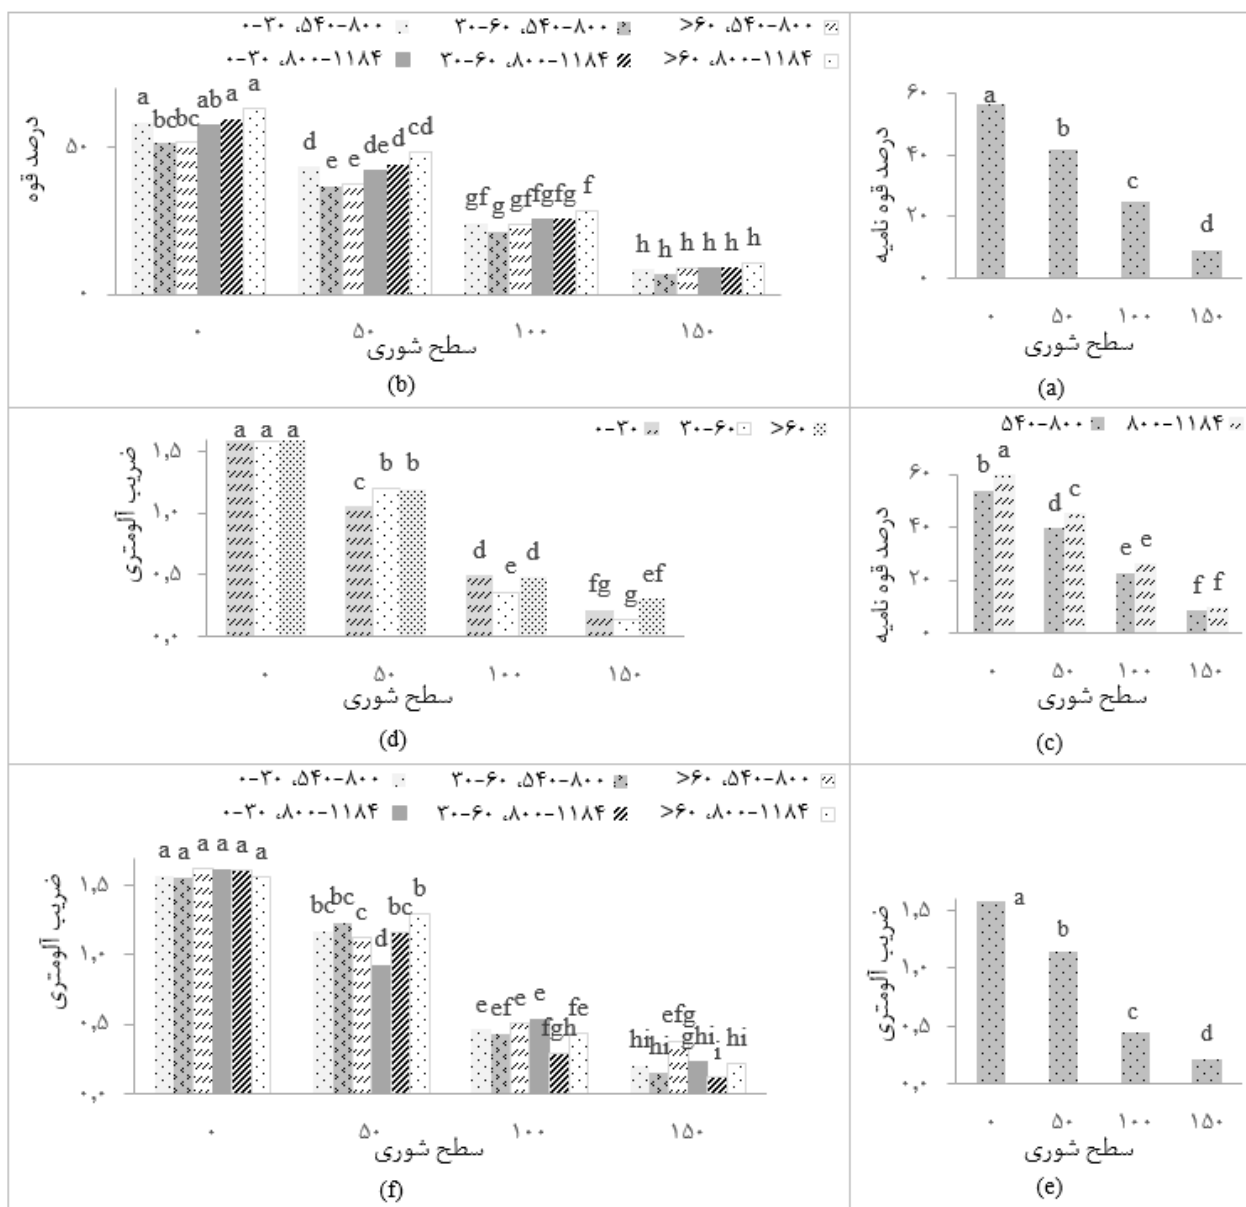 ۰-۳۰ ،۵۴۰-۸۰۰ ۳۰-۶۰ ،۵۴۰-۸۰۰ >۶۰ ،۵۴۰-۸۰۰
۰-۳۰ ،۸۰۰-۱۱۸۴ ۳۰-۶۰ ،۸۰۰-۱۱۸۴ >۶۰ ،۸۰۰-۱۱۸۴
درصد قوه
۵۰
۰
a bc bc ab a a
d e e de d cd
gf g gf fg fg f
h h h h h h
۰ ۵۰ ۱۰۰ ۱۵۰
سطح شوری
(b)
درصد قوه نامیه
۶۰
۴۰
۲۰
۰
a b c d
۰ ۵۰ ۱۰۰ ۱۵۰
سطح شوری
(a)
۰-۳۰ ۳۰-۶۰ >۶۰
ضریب آلومتری
۱,۵
۱,۰
۰,۵
۰,۰
a a a
c b b
d e d
fg g ef
۰ ۵۰ ۱۰۰ ۱۵۰
سطح شوری
(d)
۵۴۰-۸۰۰ ۸۰۰-۱۱۸۴
درصد قوه نامیه
۶۰
۴۰
۲۰
۰
b a
d c
e e
f f
۰ ۵۰ ۱۰۰ ۱۵۰
سطح شوری
(c)
۰-۳۰ ،۵۴۰-۸۰۰ ۳۰-۶۰ ،۵۴۰-۸۰۰ >۶۰ ،۵۴۰-۸۰۰
۰-۳۰ ،۸۰۰-۱۱۸۴ ۳۰-۶۰ ،۸۰۰-۱۱۸۴ >۶۰ ،۸۰۰-۱۱۸۴
ضریب آلومتری
۱,۵
۱,۰
۰,۵
۰,۰
a a a a a a
bc bc c d bc b
e ef e e fgh fe
hi hi efg ghi i hi
۰ ۵۰ ۱۰۰ ۱۵۰
سطح شوری
(f)
ضریب آلومتری
۱,۵
۱,۰
۰,۵
۰,۰
a b c d
۰ ۵۰ ۱۰۰ ۱۵۰
سطح شوری
(e)